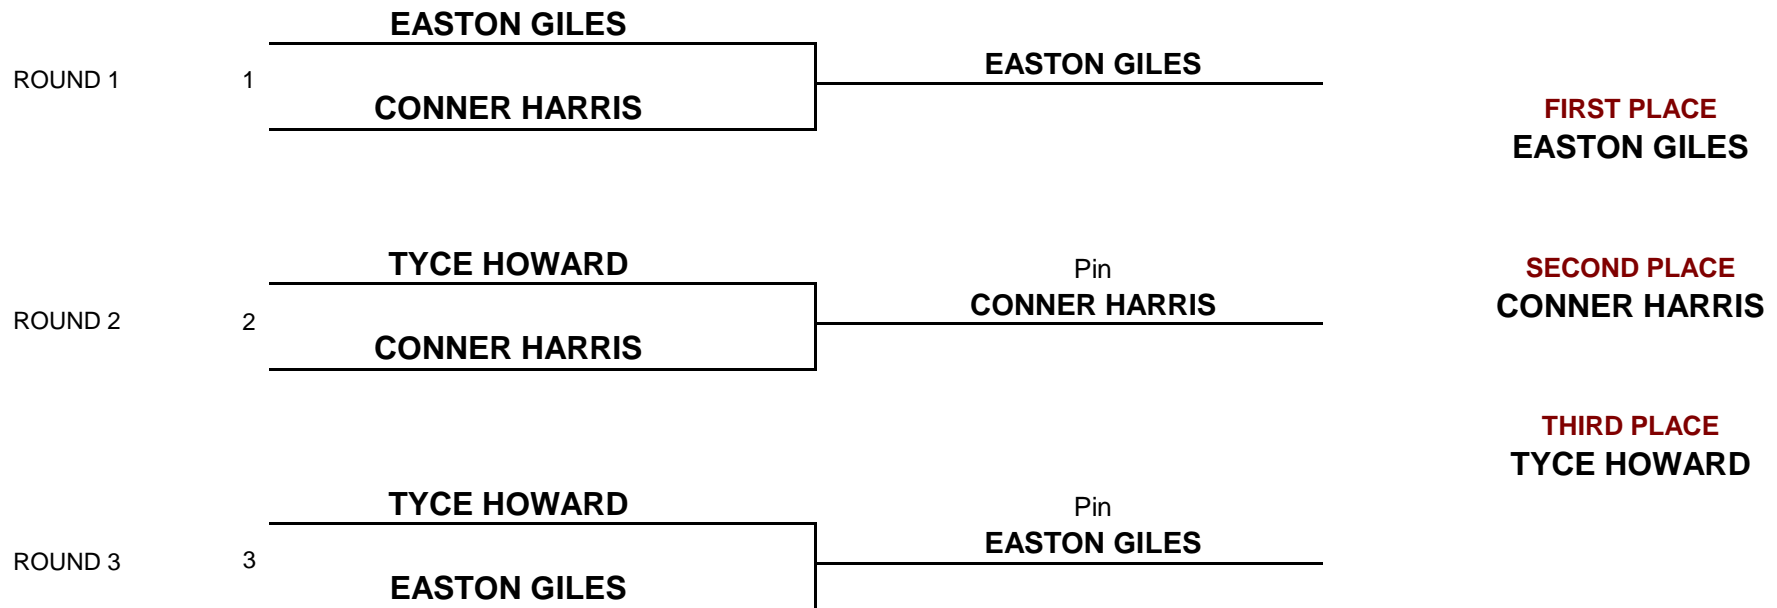 EASTON GILES
ROUND 1
1
EASTON GILES
CONNER HARRIS
FIRST PLACE
EASTON GILES
TYCE HOWARD
Pin
SECOND PLACE
ROUND 2
2
CONNER HARRIS
CONNER HARRIS
CONNER HARRIS
THIRD PLACE
TYCE HOWARD
TYCE HOWARD
Pin
ROUND 3
3
EASTON GILES
EASTON GILES